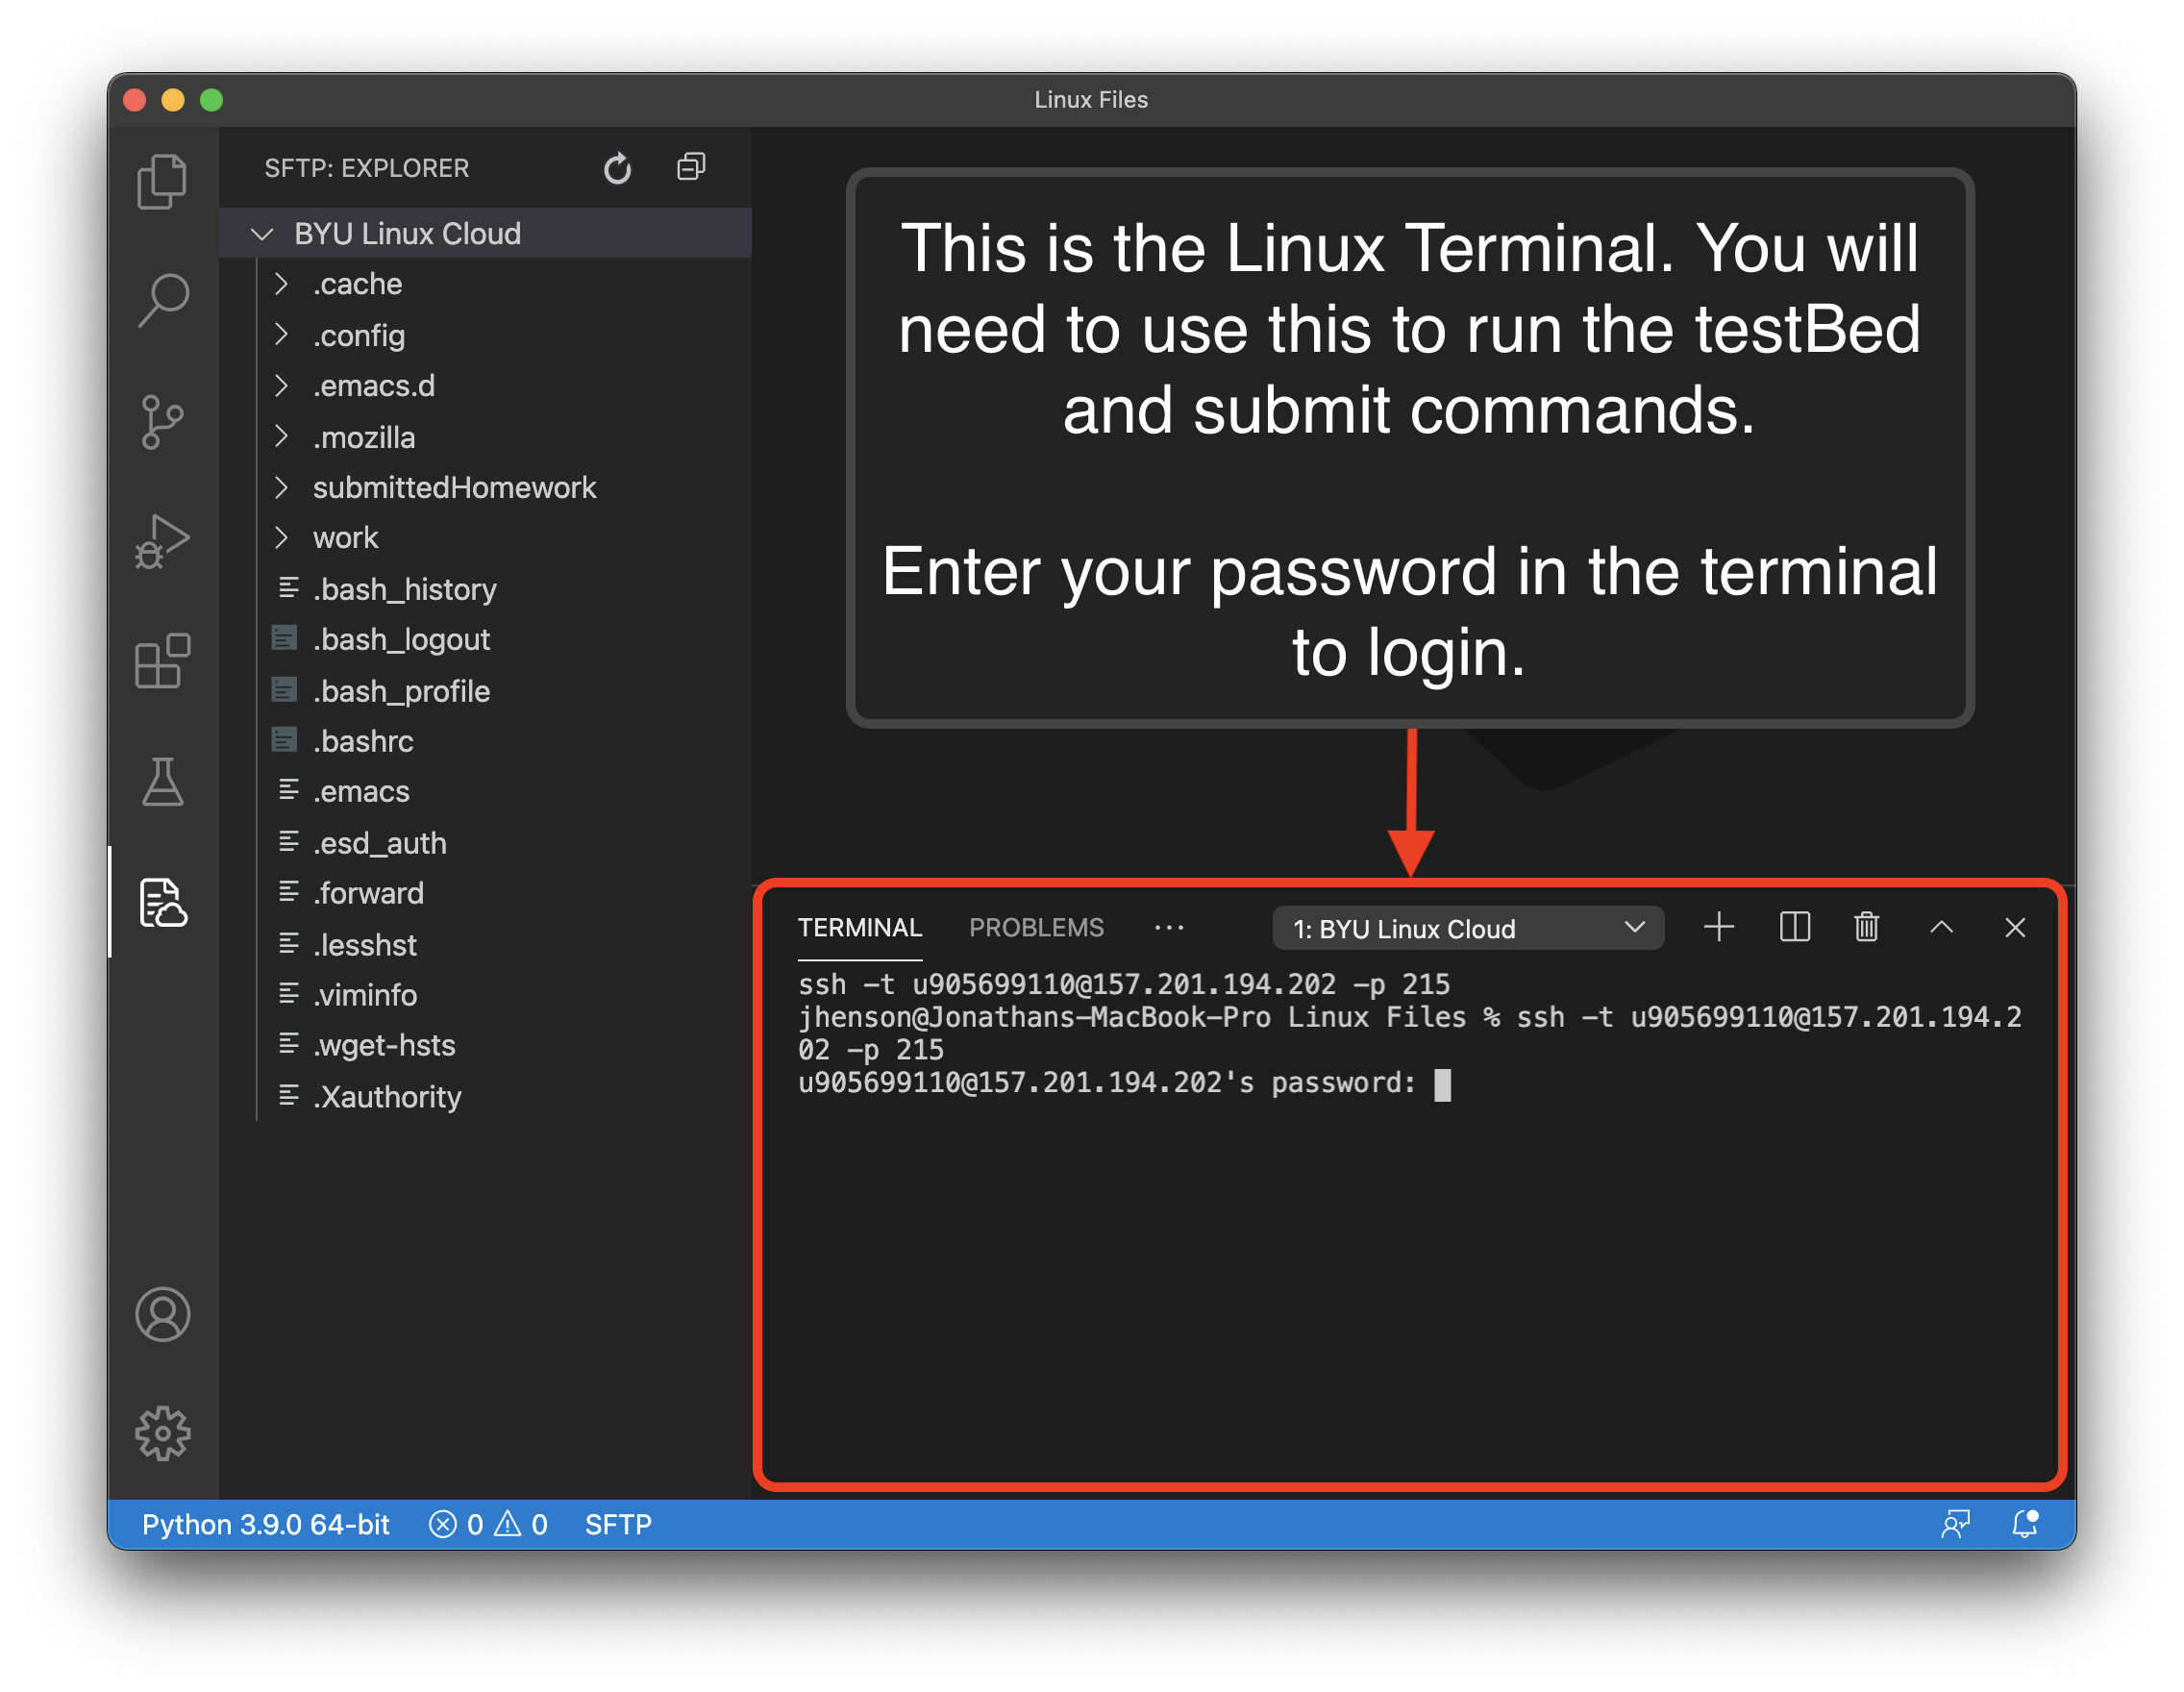 Linux Files
SFTP: EXPLORER
BYU Linux Cloud
.cache
.config
.emacs.d
.mozilla
submittedHomework
work
.bash_history
.bash_logout
.bash_profile
.bashrc
.emacs
.esd_auth
.forward
.lesshst
.viminfo
.wget-hsts
.Xauthority
This is the Linux Terminal. You will
need to use this to run the testBed
and submit commands.
Enter your password in the terminal
to login.
TERMINAL PROBLEMS ··· 1: BYU Linux Cloud
ssh -t u905699110@157.201.194.202 -p 215
jhenson@Jonathans-MacBook-Pro Linux Files % ssh -t u905699110@157.201.194.2
02 -p 215
u905699110@157.201.194.202's password:
Python 3.9.0 64-bit 0 0 SFTP